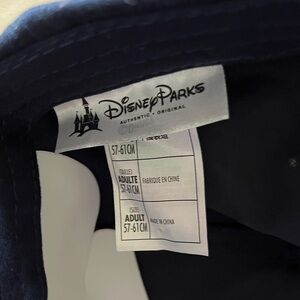 Disney Parks
AUTHENTIC • ORIGINAL
57-61CM
(TAILLE)
ADULTE
57-61CM
FABRIQUE EN CHINE
(SIZE)
ADULT
57-61CM
MADE IN CHINA